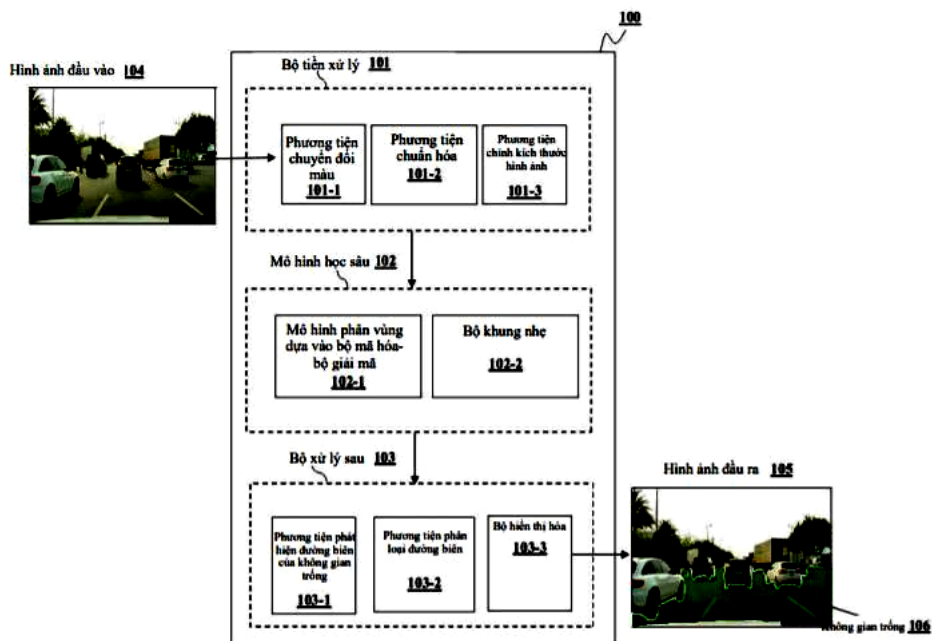 100
Hình ảnh đầu vào 104
Bộ tiền xử lý 101
Phương tiện
chuyển đổi
màu
101-1
Phương tiện
chuẩn hóa
101-2
Phương tiện
chỉnh kích thước
hình ảnh
101-3
Mô hình học sâu 102
Mô hình phân vùng
dựa vào bộ mã hóa-
bộ giải mã
102-1
Bộ khung nhẹ
102-2
Bộ xử lý sau 103
Phương tiện phát
hiện đường biên
của không gian
trống
103-1
Phương tiện phân
loại đường biên
103-2
Bộ hiển thị hóa
103-3
Hình ảnh đầu ra 105
Không gian trống 106